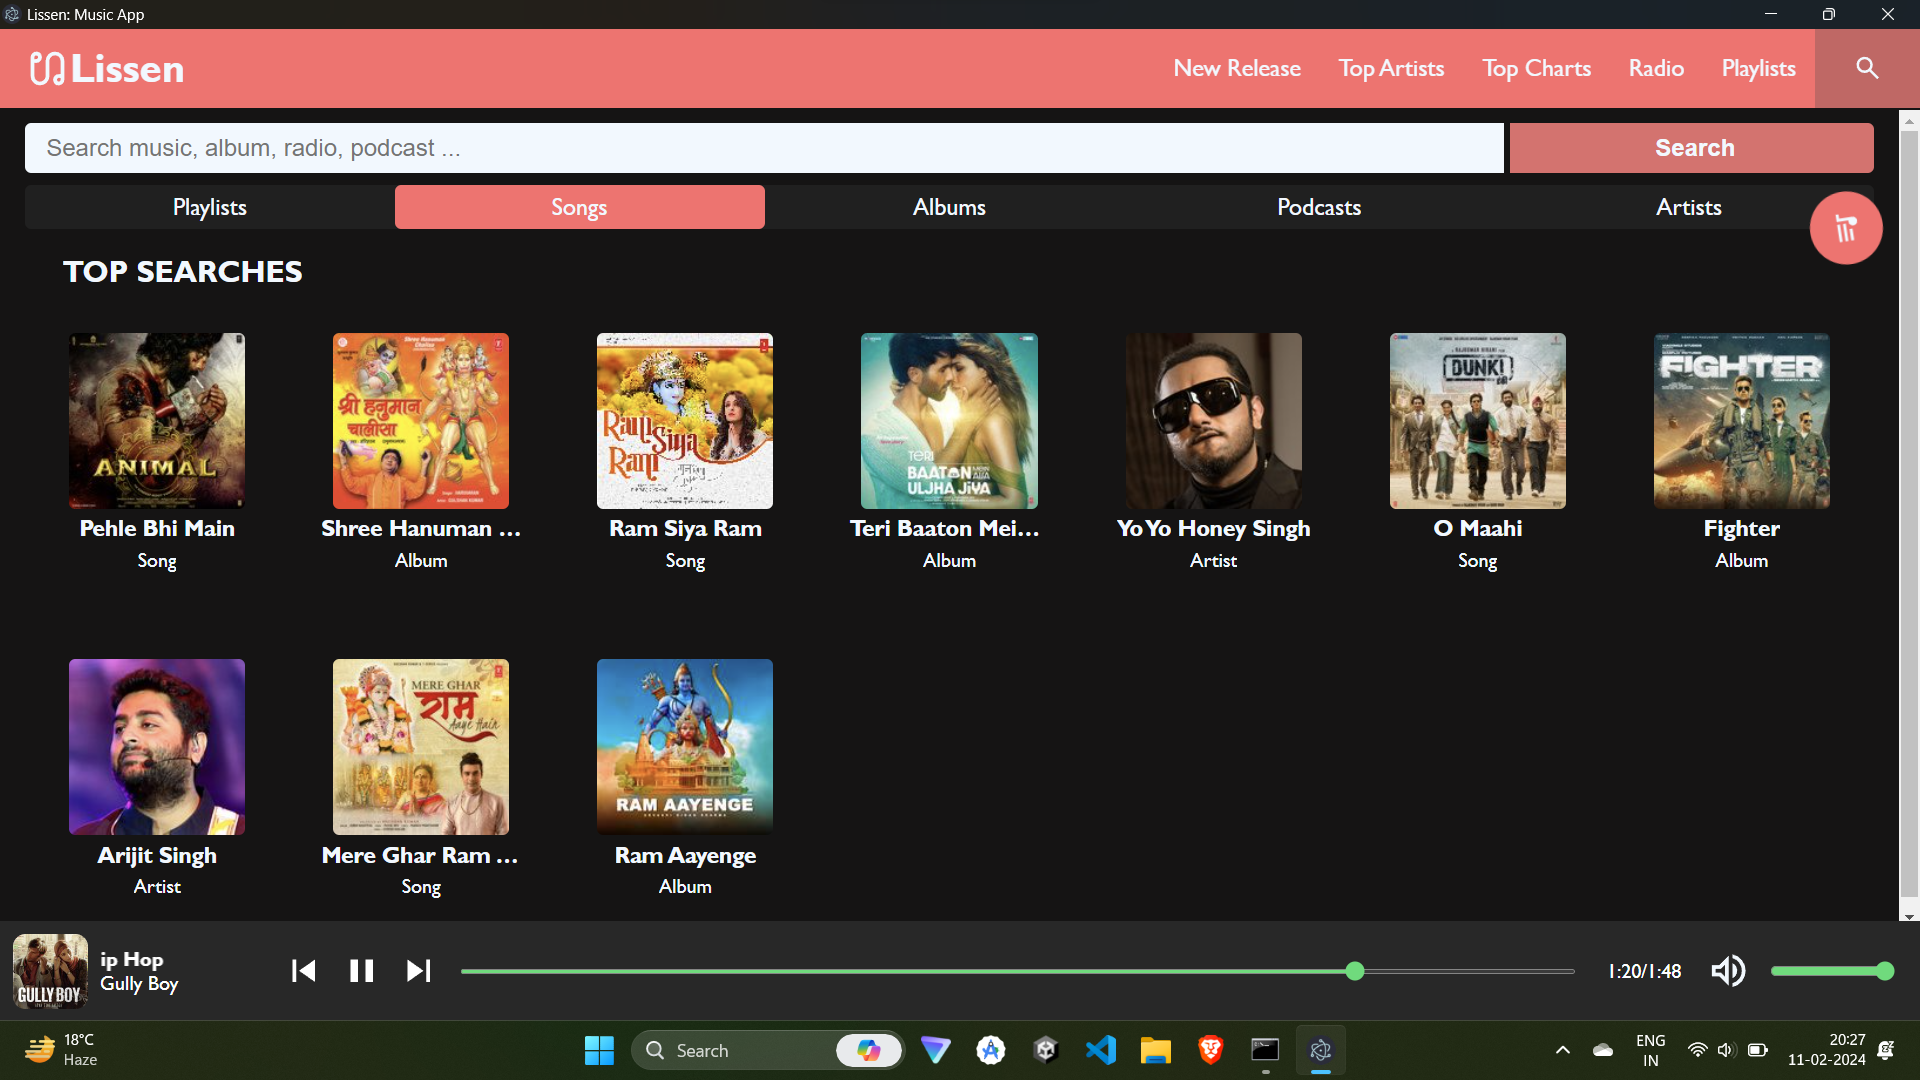 Lissen: Music App
Lissen
New Release Top Artists Top Charts Radio Playlists
Search music, album, radio, podcast ...
Search
Playlists Songs Albums Podcasts Artists
TOP SEARCHES
ANIMAL
Pehle Bhi Main
Song
Shree Hanuman Chalisa
श्री हनुमान
चालीसा
Shree Hanuman ...
Album
Ram
Siya
Ram
Ram Siya Ram
Song
TERI
BAATON MEIN AISA
ULJHA JIYA
Teri Baaton Mei...
Album
Yo Yo Honey Singh
Artist
DUNKI
O Maahi
Song
FIGHTER
Fighter
Album
Arijit Singh
Artist
MERE GHAR
राम
Aaye Hain
Mere Ghar Ram ...
Song
RAM AAYENGE
Ram Aayenge
Album
GULLY BOY
ip Hop
Gully Boy
1:20/1:48
18°C
Haze
Search
ENG
IN
20:27
11-02-2024